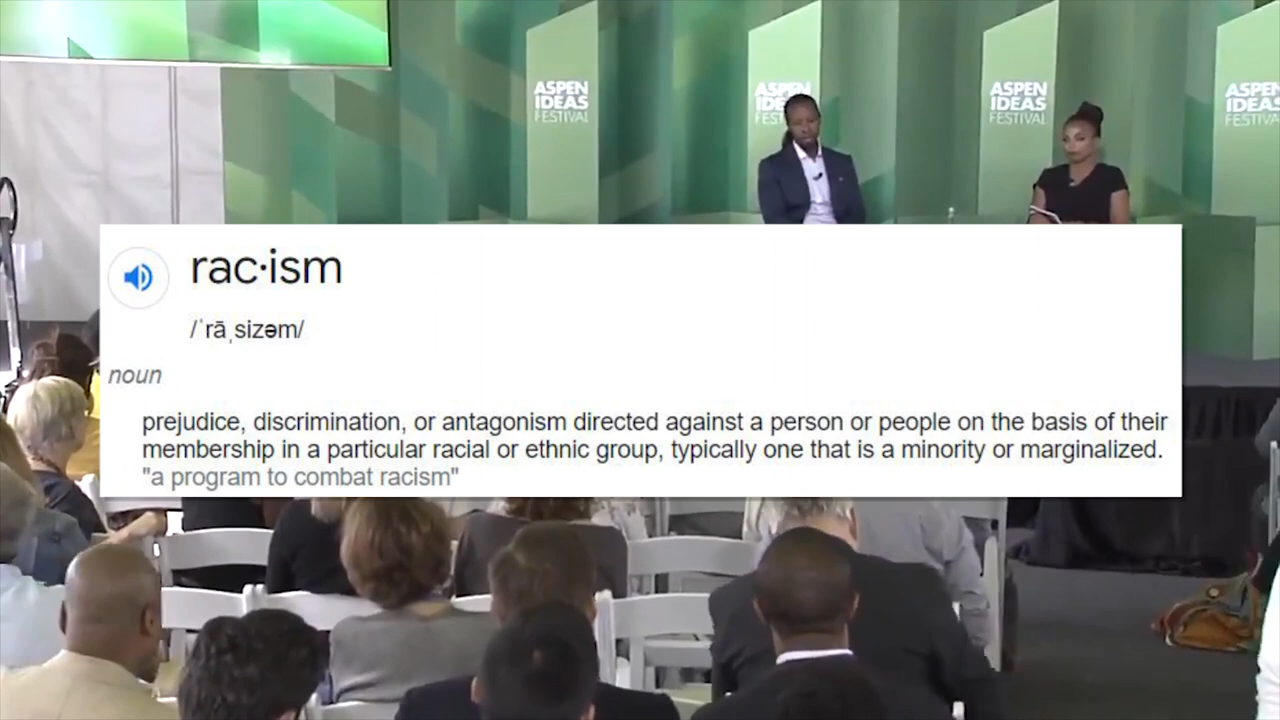 ASPEN
IDEAS
FESTIVAL
ASPEN
IDEAS
FEST
ASPEN
IDEAS
FESTIVAL
ASPEN
IDEAS
FESTIVA
rac·ism
/ˈrāˌsizəm/
noun
prejudice, discrimination, or antagonism directed against a person or people on the basis of their
membership in a particular racial or ethnic group, typically one that is a minority or marginalized.
"a program to combat racism"